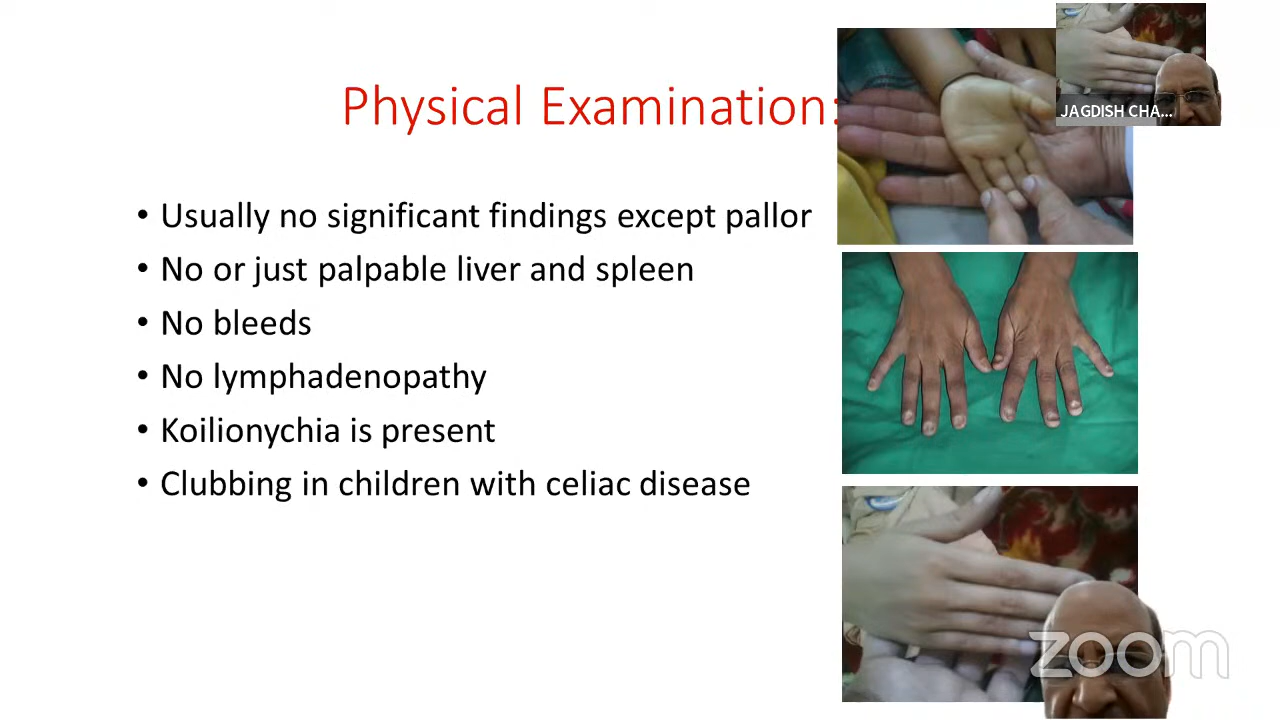 JAGDISH CHA...
Physical Examination:
• Usually no significant findings except pallor
• No or just palpable liver and spleen
• No bleeds
• No lymphadenopathy
• Koilionychia is present
• Clubbing in children with celiac disease
zoom